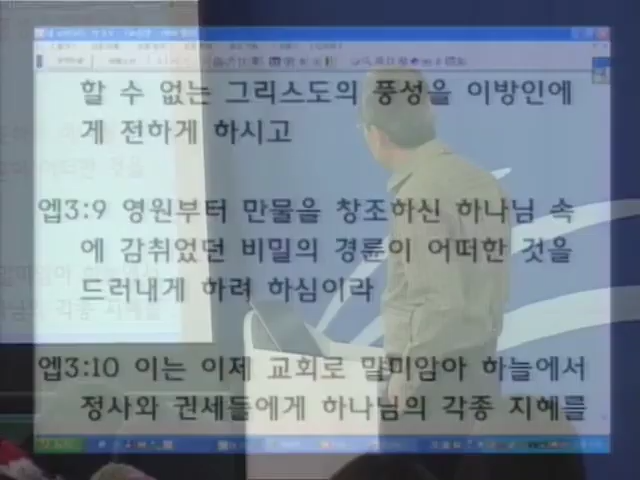 할 수 없는 그리스도의 풍성을 이방인에
게 전하게 하시고
엡3:9 영원부터 만물을 창조하신 하나님 속
에 감취었던 비밀의 경륜이 어떠한 것을
드러내게 하려 하심이라
엡3:10 이는 이제 교회로 말미암아 하늘에서
정사와 권세들에게 하나님의 각종 지혜를